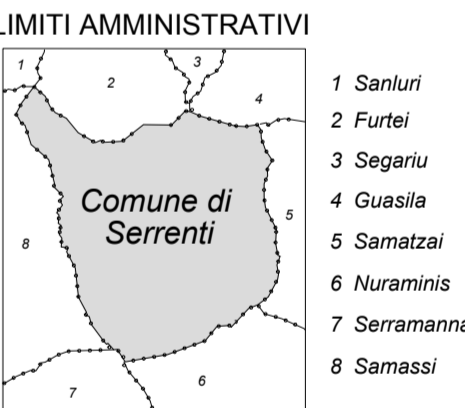 LIMITI AMMINISTRATIVI
1
2
3
4
Comune di
Serrenti
5
8
6
7
1 Sanluri
2 Furtei
3 Segariu
4 Guasila
5 Samatzai
6 Nuraminis
7 Serramanna
8 Samassi